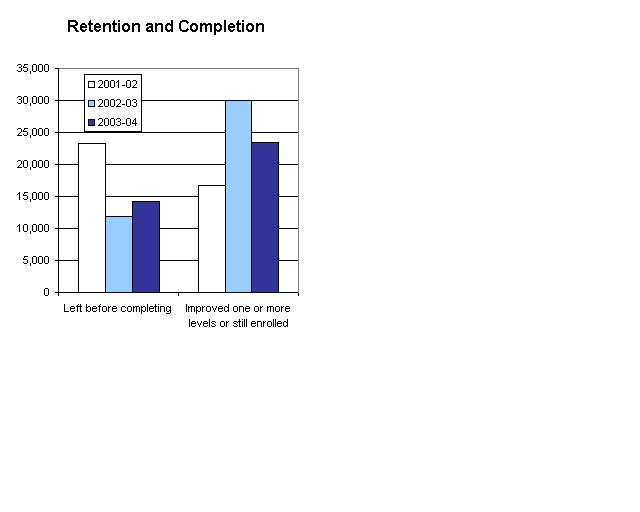 Retention and Completion
35,000
30,000
25,000
20,000
15,000
10,000
5,000
0
2001-02
2002-03
2003-04
Left before completing
Improved one or more
levels or still enrolled